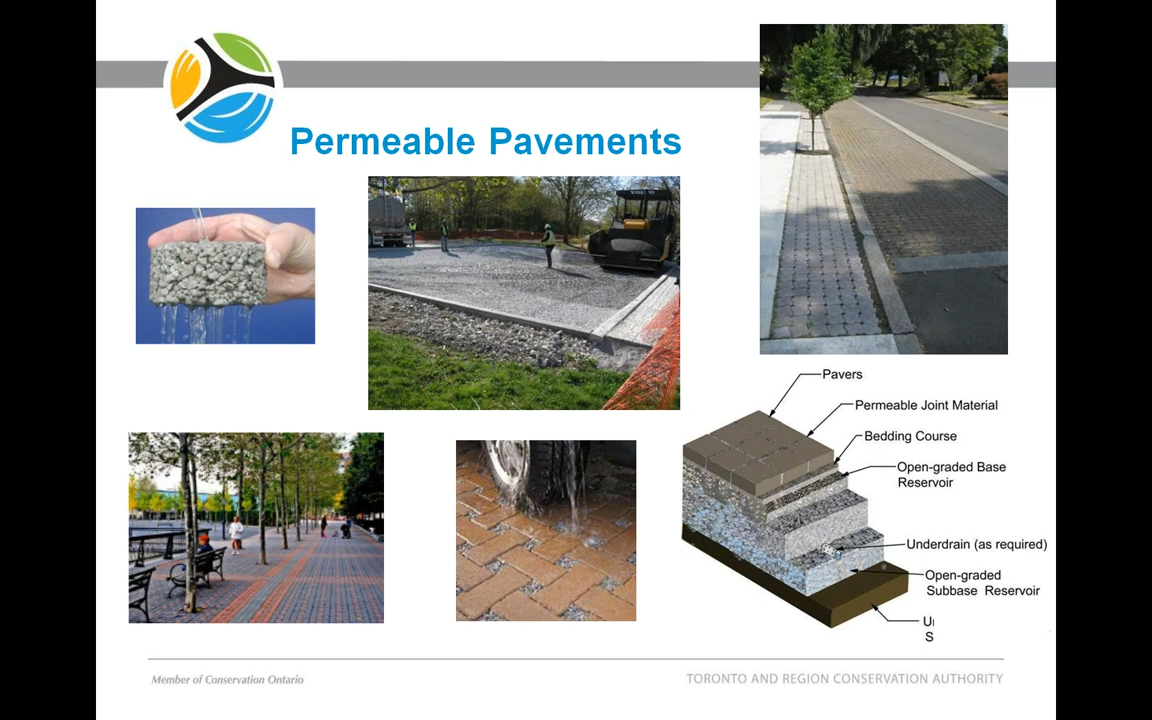 Permeable Pavements
Pavers
Permeable Joint Material
Bedding Course
Open-graded Base
Reservoir
Underdrain (as required)
Open-graded
Subbase Reservoir
Member of Conservation Ontario
TORONTO AND REGION CONSERVATION AUTHORITY